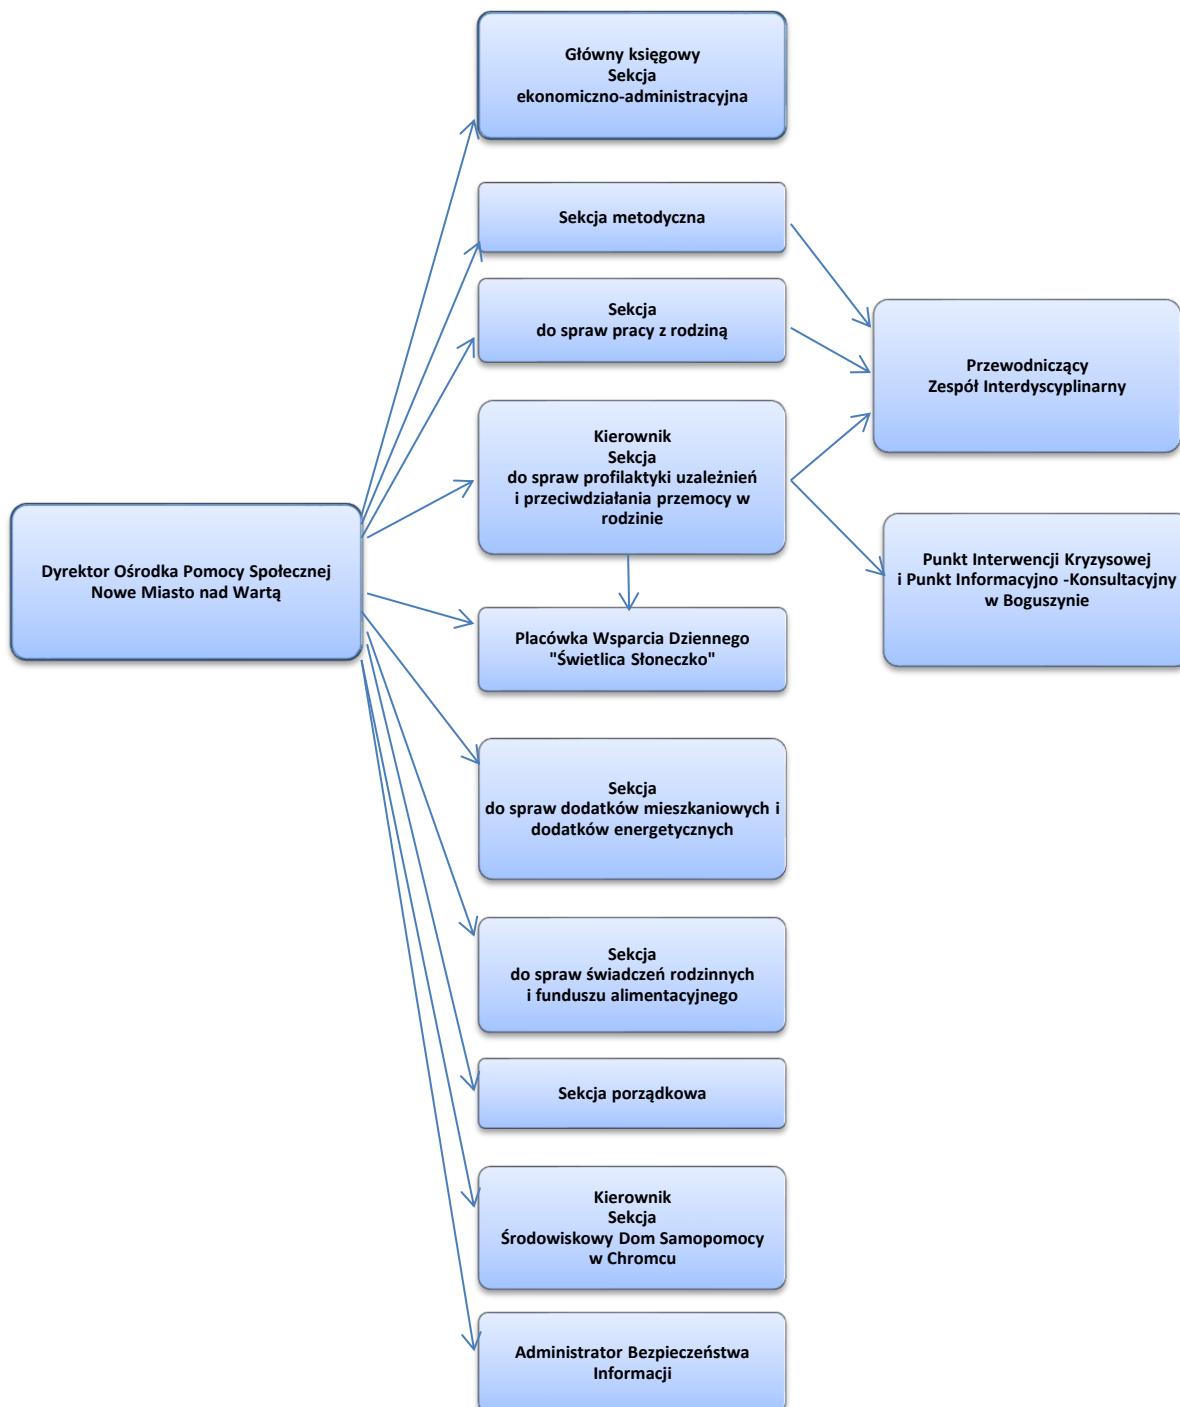 Główny księgowy
Sekcja
ekonomiczno-administracyjna
Sekcja metodyczna
Sekcja
do spraw pracy z rodziną
Przewodniczący
Zespół Interdyscyplinarny
Kierownik
Sekcja
do spraw profilaktyki uzależnień
i przeciwdziałania przemocy w
rodzinie
Dyrektor Ośrodka Pomocy Społecznej
Nowe Miasto nad Wartą
Punkt Interwencji Kryzysowej
i Punkt Informacyjno -Konsultacyjny
w Boguszynie
Placówka Wsparcia Dziennego
"Świetlica Słoneczko"
Sekcja
do spraw dodatków mieszkaniowych i
dodatków energetycznych
Sekcja
do spraw świadczeń rodzinnych
i funduszu alimentacyjnego
Sekcja porządkowa
Kierownik
Sekcja
Środowiskowy Dom Samopomocy
w Chromcu
Administrator Bezpieczeństwa
Informacji